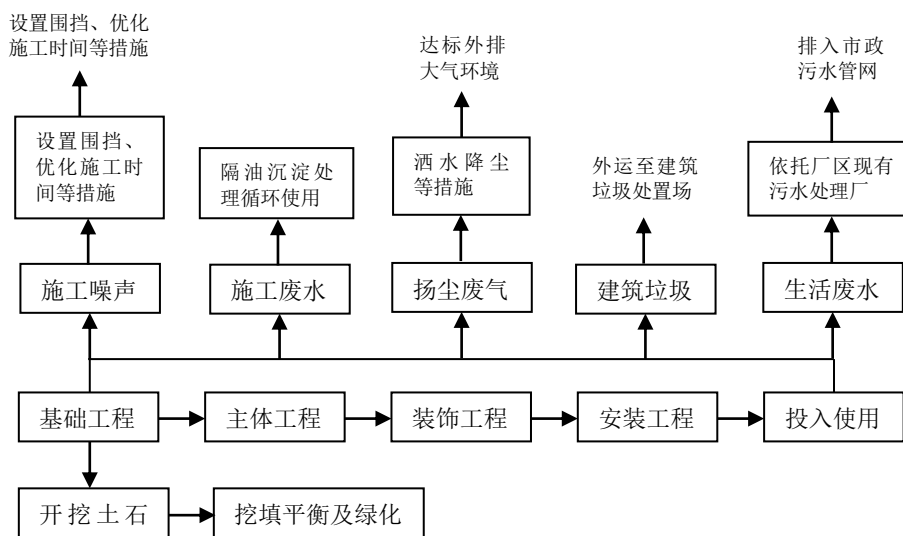 设置围挡、优化
施工时间等措施
达标外排
大气环境
排入市政
污水管网
设置围挡、
优化施工时
间等措施
隔油沉淀处
理循环使用
洒水降尘
等措施
外运至建筑
垃圾处置场
依托厂区现有
污水处理厂
施工噪声
施工废水
扬尘废气
建筑垃圾
生活废水
基础工程
主体工程
装饰工程
安装工程
投入使用
开挖土石
挖填平衡及绿化